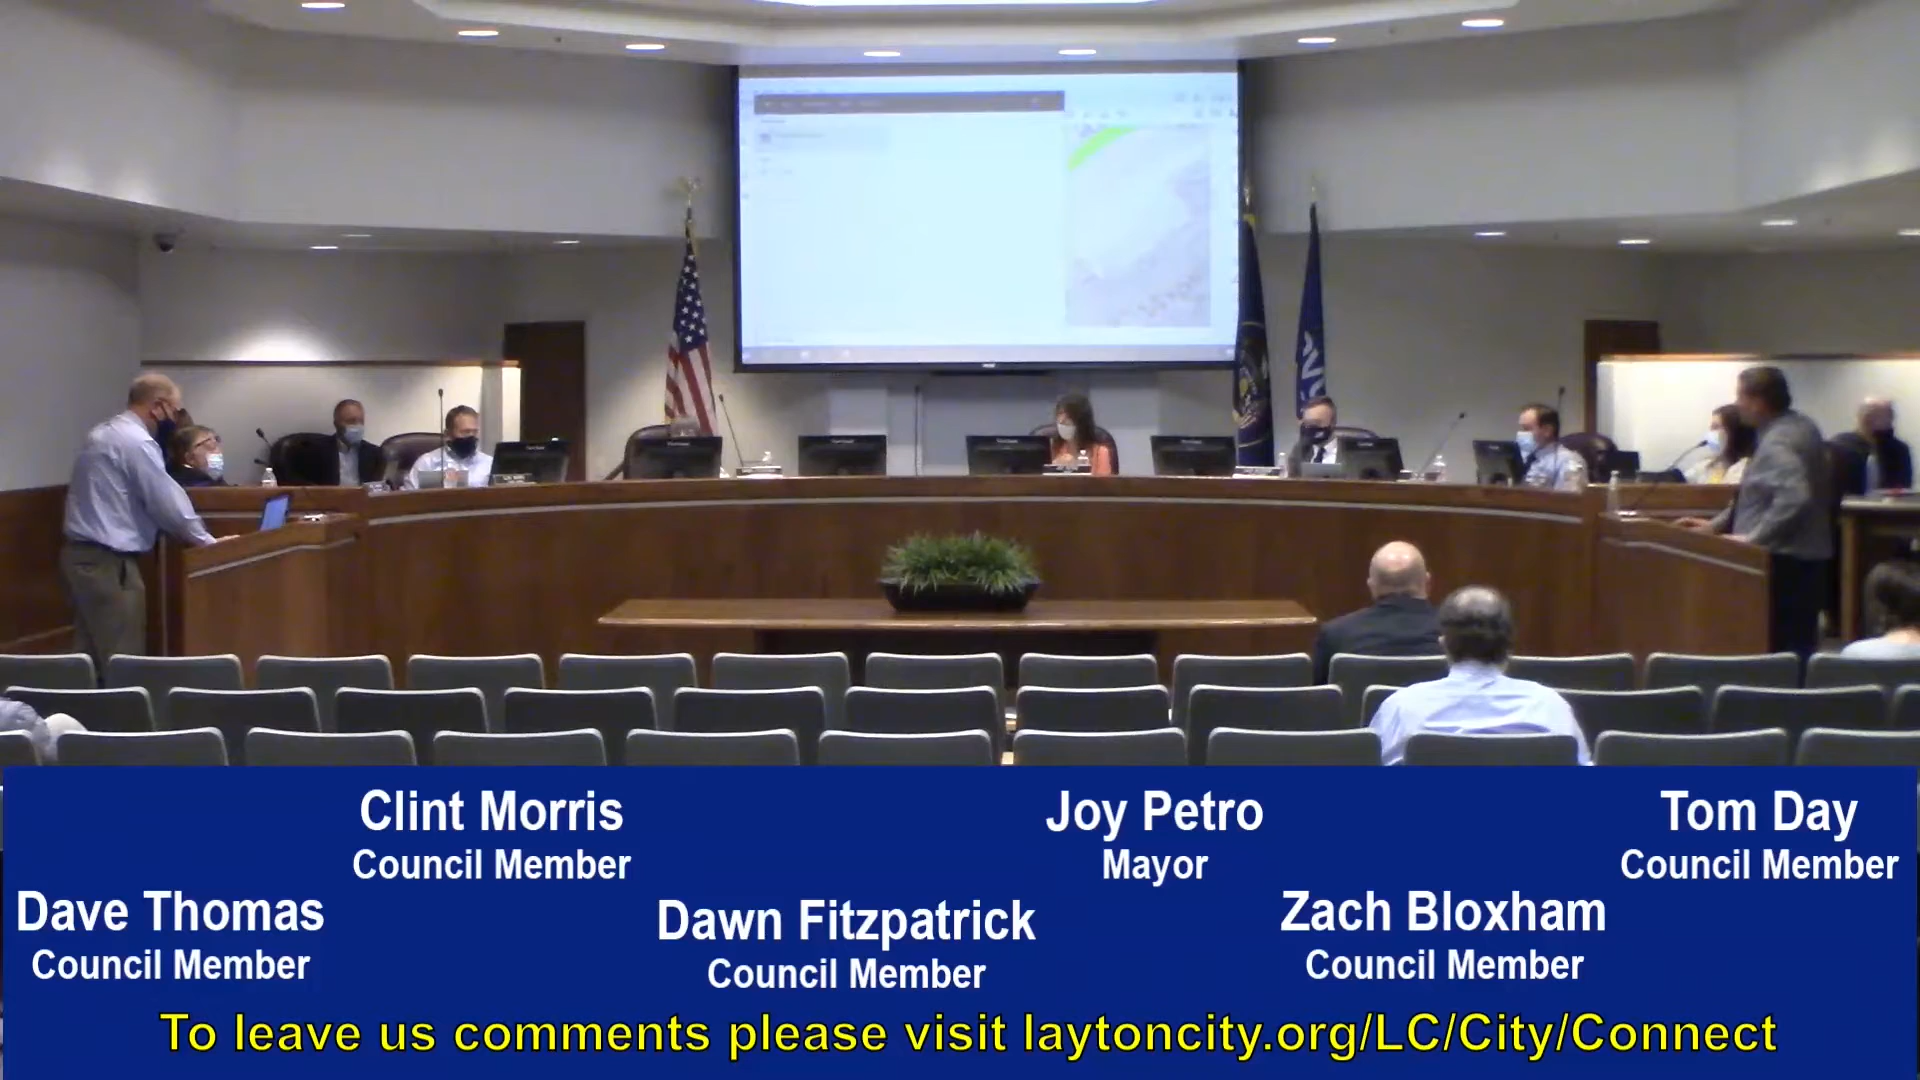 Clint Morris
Council Member
Joy Petro
Mayor
Tom Day
Council Member
Dave Thomas
Council Member
Dawn Fitzpatrick
Council Member
Zach Bloxham
Council Member
To leave us comments please visit laytoncity.org/LC/City/Connect